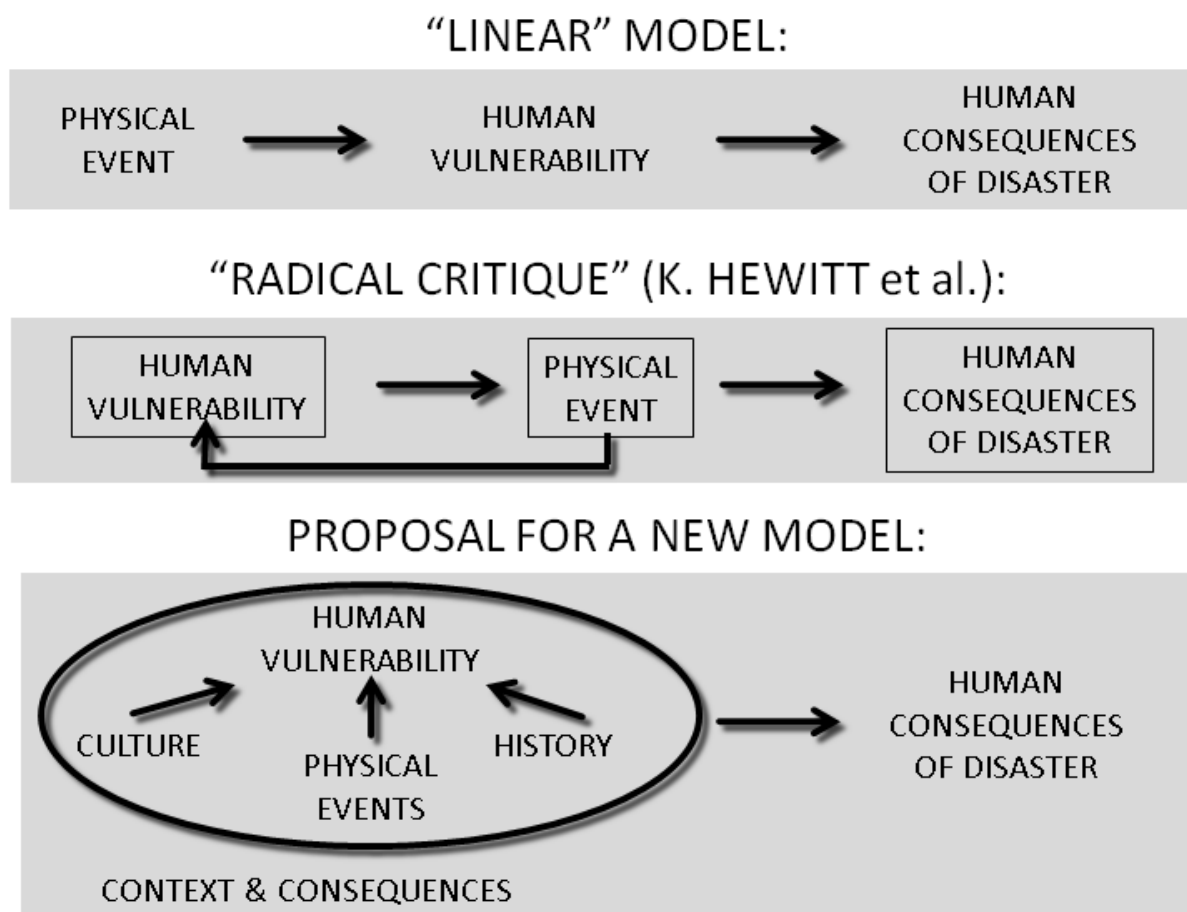 “LINEAR” MODEL:
PHYSICAL
EVENT
HUMAN
VULNERABILITY
HUMAN
CONSEQUENCES
OF DISASTER
“RADICAL CRITIQUE” (K. HEWITT et al.):
HUMAN
VULNERABILITY
PHYSICAL
EVENT
HUMAN
CONSEQUENCES
OF DISASTER
PROPOSAL FOR A NEW MODEL:
HUMAN
VULNERABILITY
CULTURE
PHYSICAL
EVENTS
HISTORY
HUMAN
CONSEQUENCES
OF DISASTER
CONTEXT & CONSEQUENCES